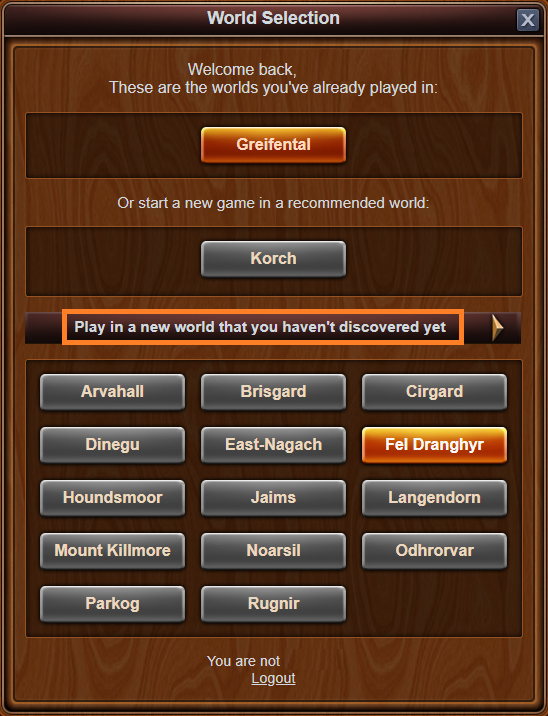 World Selection
X
Welcome back,
These are the worlds you've already played in:
Greifental
Or start a new game in a recommended world:
Korch
Play in a new world that you haven't discovered yet
Arvahall
Brisgard
Cirgard
Dinegu
East-Nagach
Fel Dranghyr
Houndsmoor
Jaims
Langendorn
Mount Killmore
Noarsil
Odhrorvar
Parkog
Rugnir
You are not
Logout